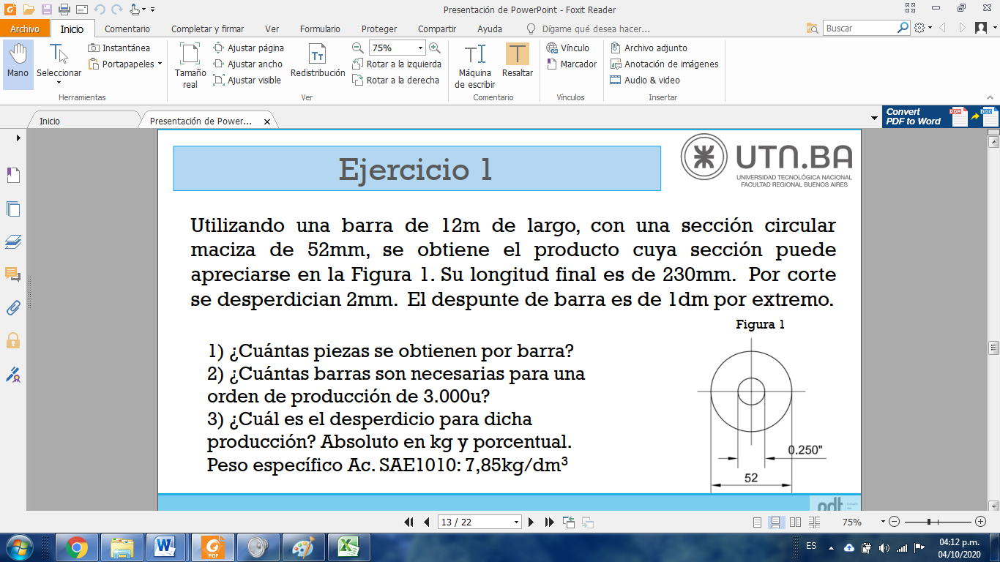 Presentación de PowerPoint - Foxit Reader
Archivo Inicio Comentario Completar y firmar Ver Formulario Proteger Compartir Ayuda Dígame qué desea hacer... Buscar
Mano
Seleccionar
Instantánea
Portapapeles
Herramientas
Tamaño real
Ajustar página
Ajustar ancho
Ajustar visible
Redistribución
75%
Rotar a la izquierda
Rotar a la derecha
Ver
Máquina de escribir
Resaltar
Comentario
Vínculo
Marcador
Vínculos
Archivo adjunto
Anotación de imágenes
Audio & video
Insertar
Inicio
Presentación de Power...
Convert
PDF to Word
Ejercicio 1
UTN.BA
UNIVERSIDAD TECNOLÓGICA NACIONAL
FACULTAD REGIONAL BUENOS AIRES
Utilizando una barra de 12m de largo, con una sección circular
maciza de 52mm, se obtiene el producto cuya sección puede
apreciarse en la Figura 1. Su longitud final es de 230mm. Por corte
se desperdician 2mm. El despunte de barra es de 1dm por extremo.
Figura 1
1) ¿Cuántas piezas se obtienen por barra?
2) ¿Cuántas barras son necesarias para una
orden de producción de 3.000u?
3) ¿Cuál es el desperdicio para dicha
producción? Absoluto en kg y porcentual.
Peso específico Ac. SAE1010: 7,85kg/dm³
0.250"
52
13 / 22
75%
ES
04:12 p.m.
04/10/2020